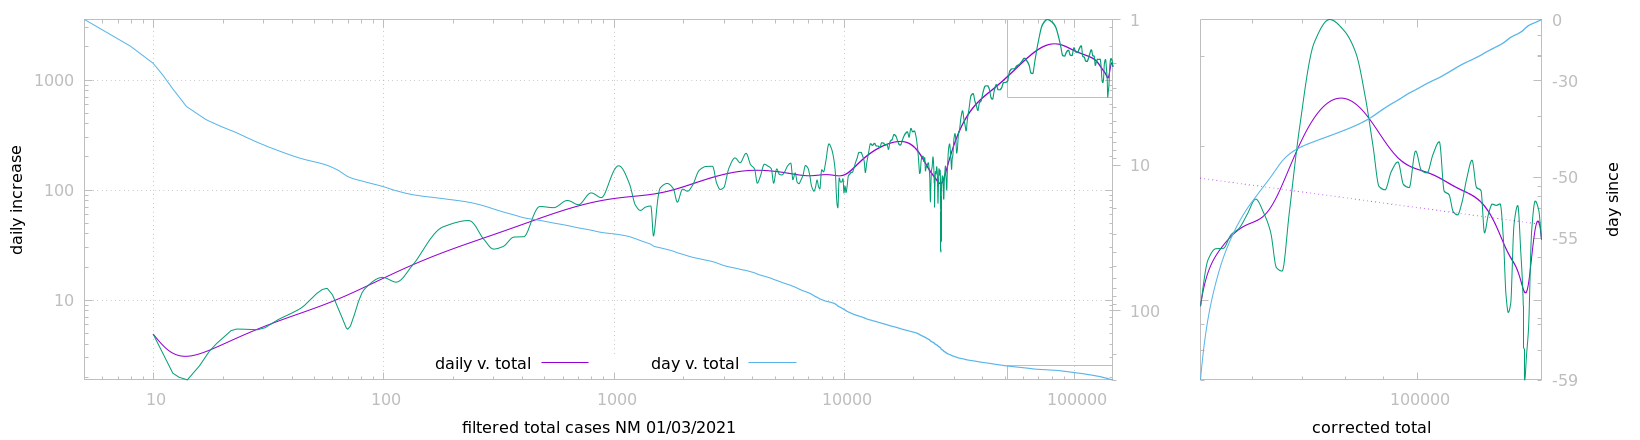 1000
100
10
daily increase
10
100
1000
10000
100000
filtered total cases NM 01/03/2021
daily v. total
day v. total
1
10
100
100000
corrected total
0
-30
-50
-55
-59
day since